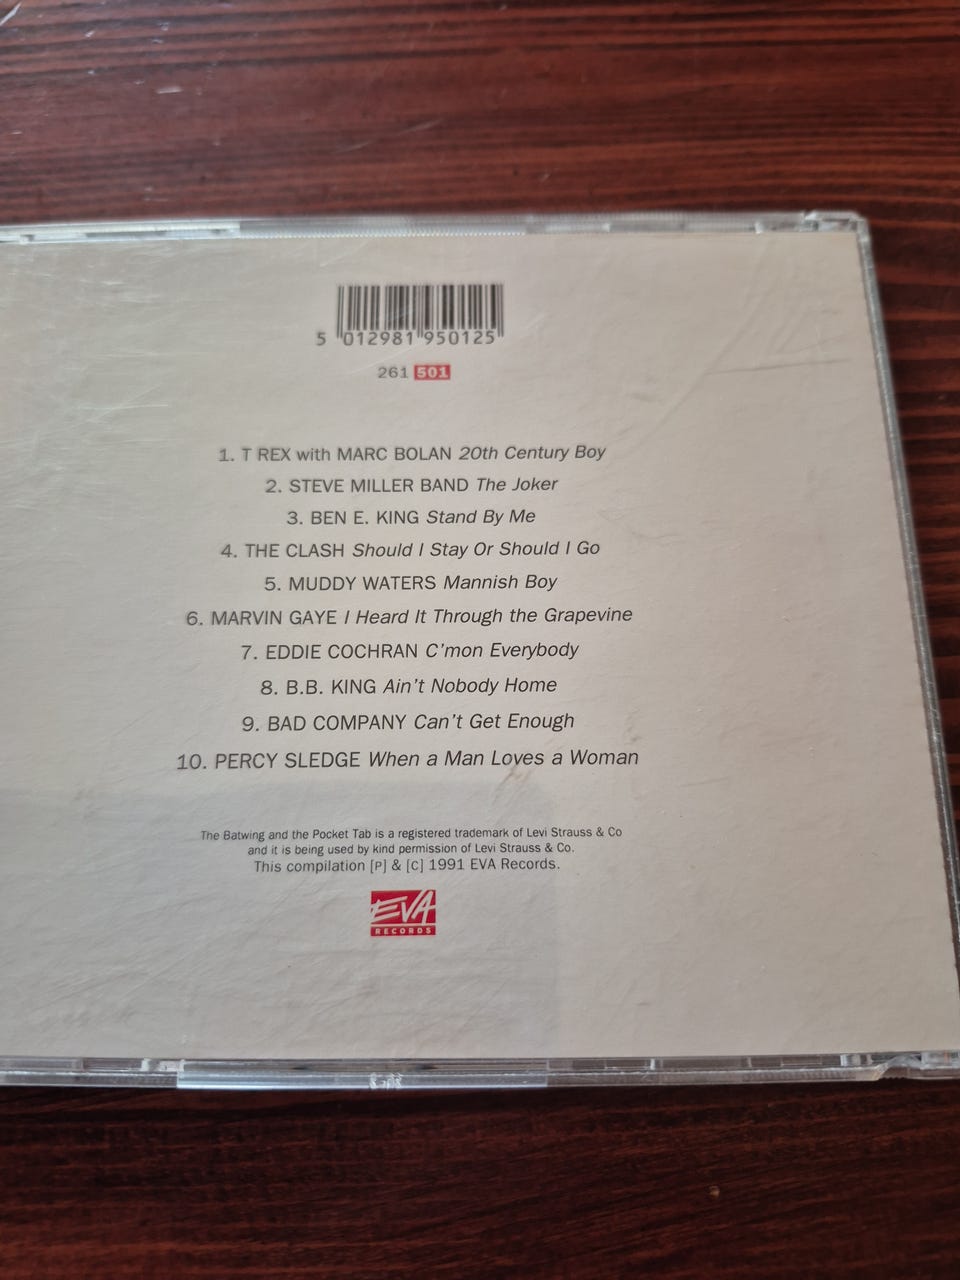 5 012981 950125
261 501
1. T REX with MARC BOLAN 20th Century Boy
2. STEVE MILLER BAND The Joker
3. BEN E. KING Stand By Me
4. THE CLASH Should I Stay Or Should I Go
5. MUDDY WATERS Mannish Boy
6. MARVIN GAYE I Heard It Through the Grapevine
7. EDDIE COCHRAN C'mon Everybody
8. B.B. KING Ain't Nobody Home
9. BAD COMPANY Can't Get Enough
10. PERCY SLEDGE When a Man Loves a Woman
The Batwing and the Pocket Tab is a registered trademark of Levi Strauss & Co
and it is being used by kind permission of Levi Strauss & Co.
This compilation [P] & [C] 1991 EVA Records.
EVA
RECORDS